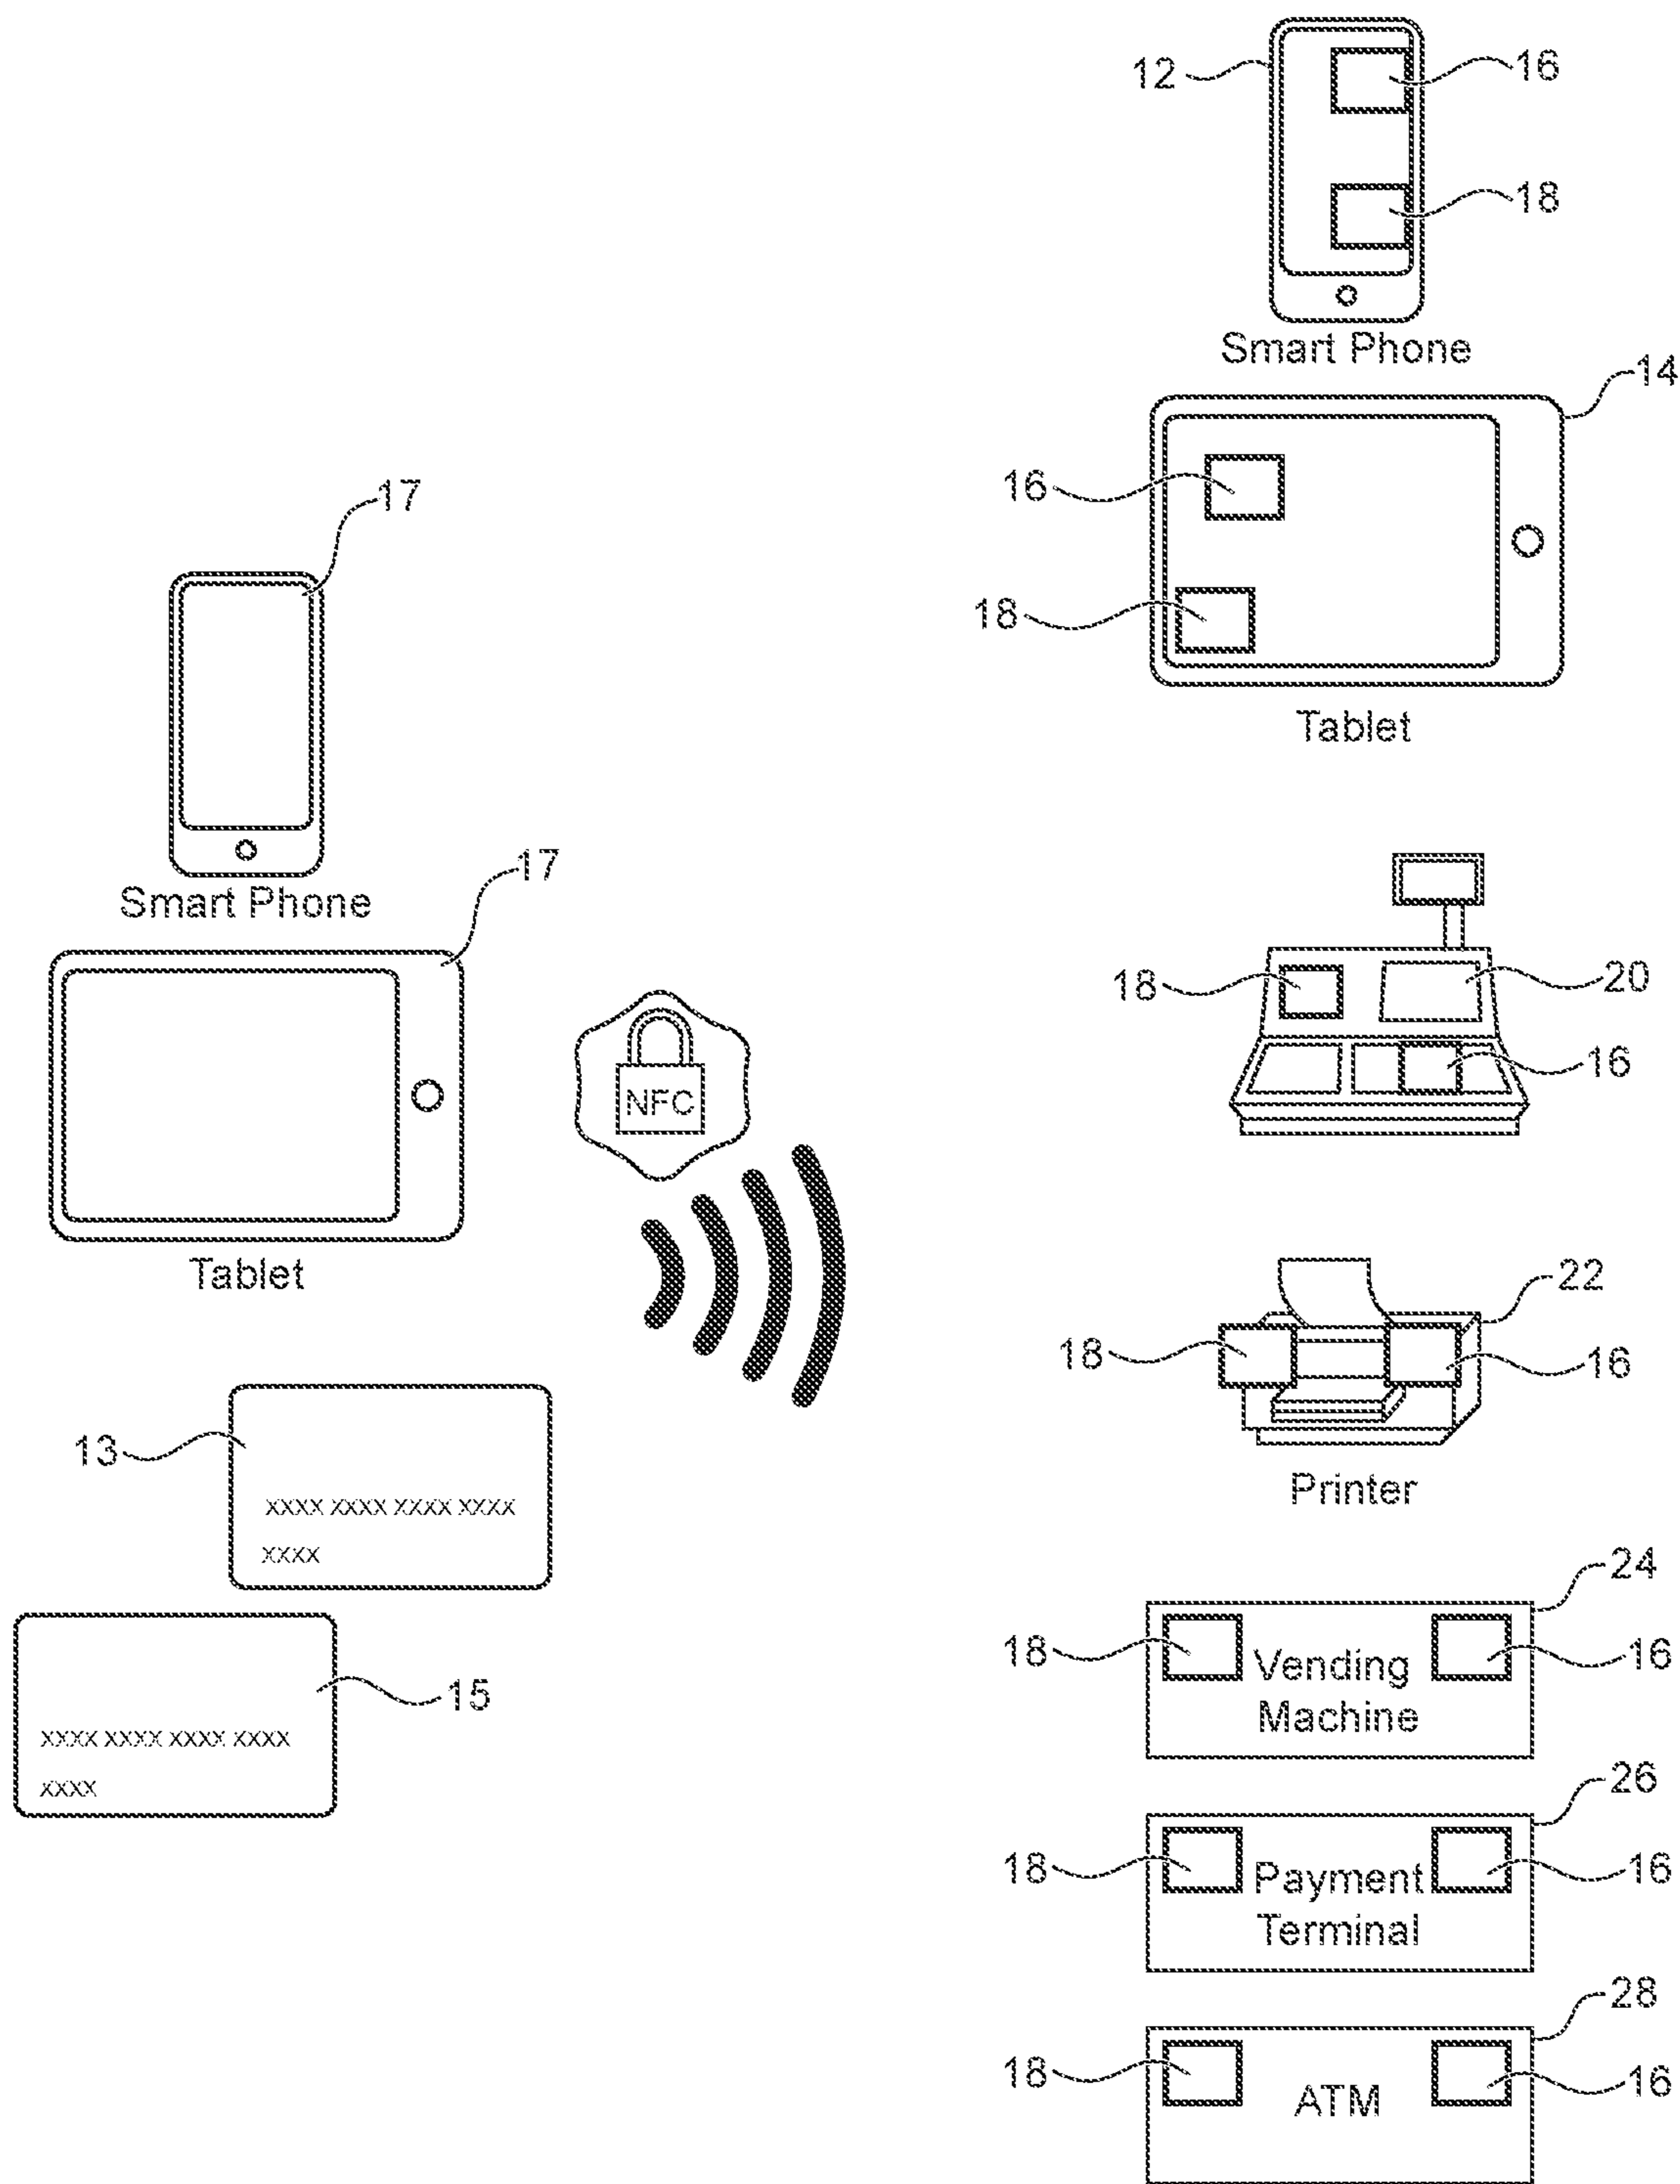 12
16
18
Smart Phone
14
16
18
Tablet
17
Smart Phone
17
Tablet
NFC
13
XXXX XXXX XXXX XXXX
XXXX
15
XXXX XXXX XXXX XXXX
XXXX
18
20
16
22
18
16
Printer
24
18
16
Vending
Machine
26
18
16
Payment
Terminal
28
18
16
ATM